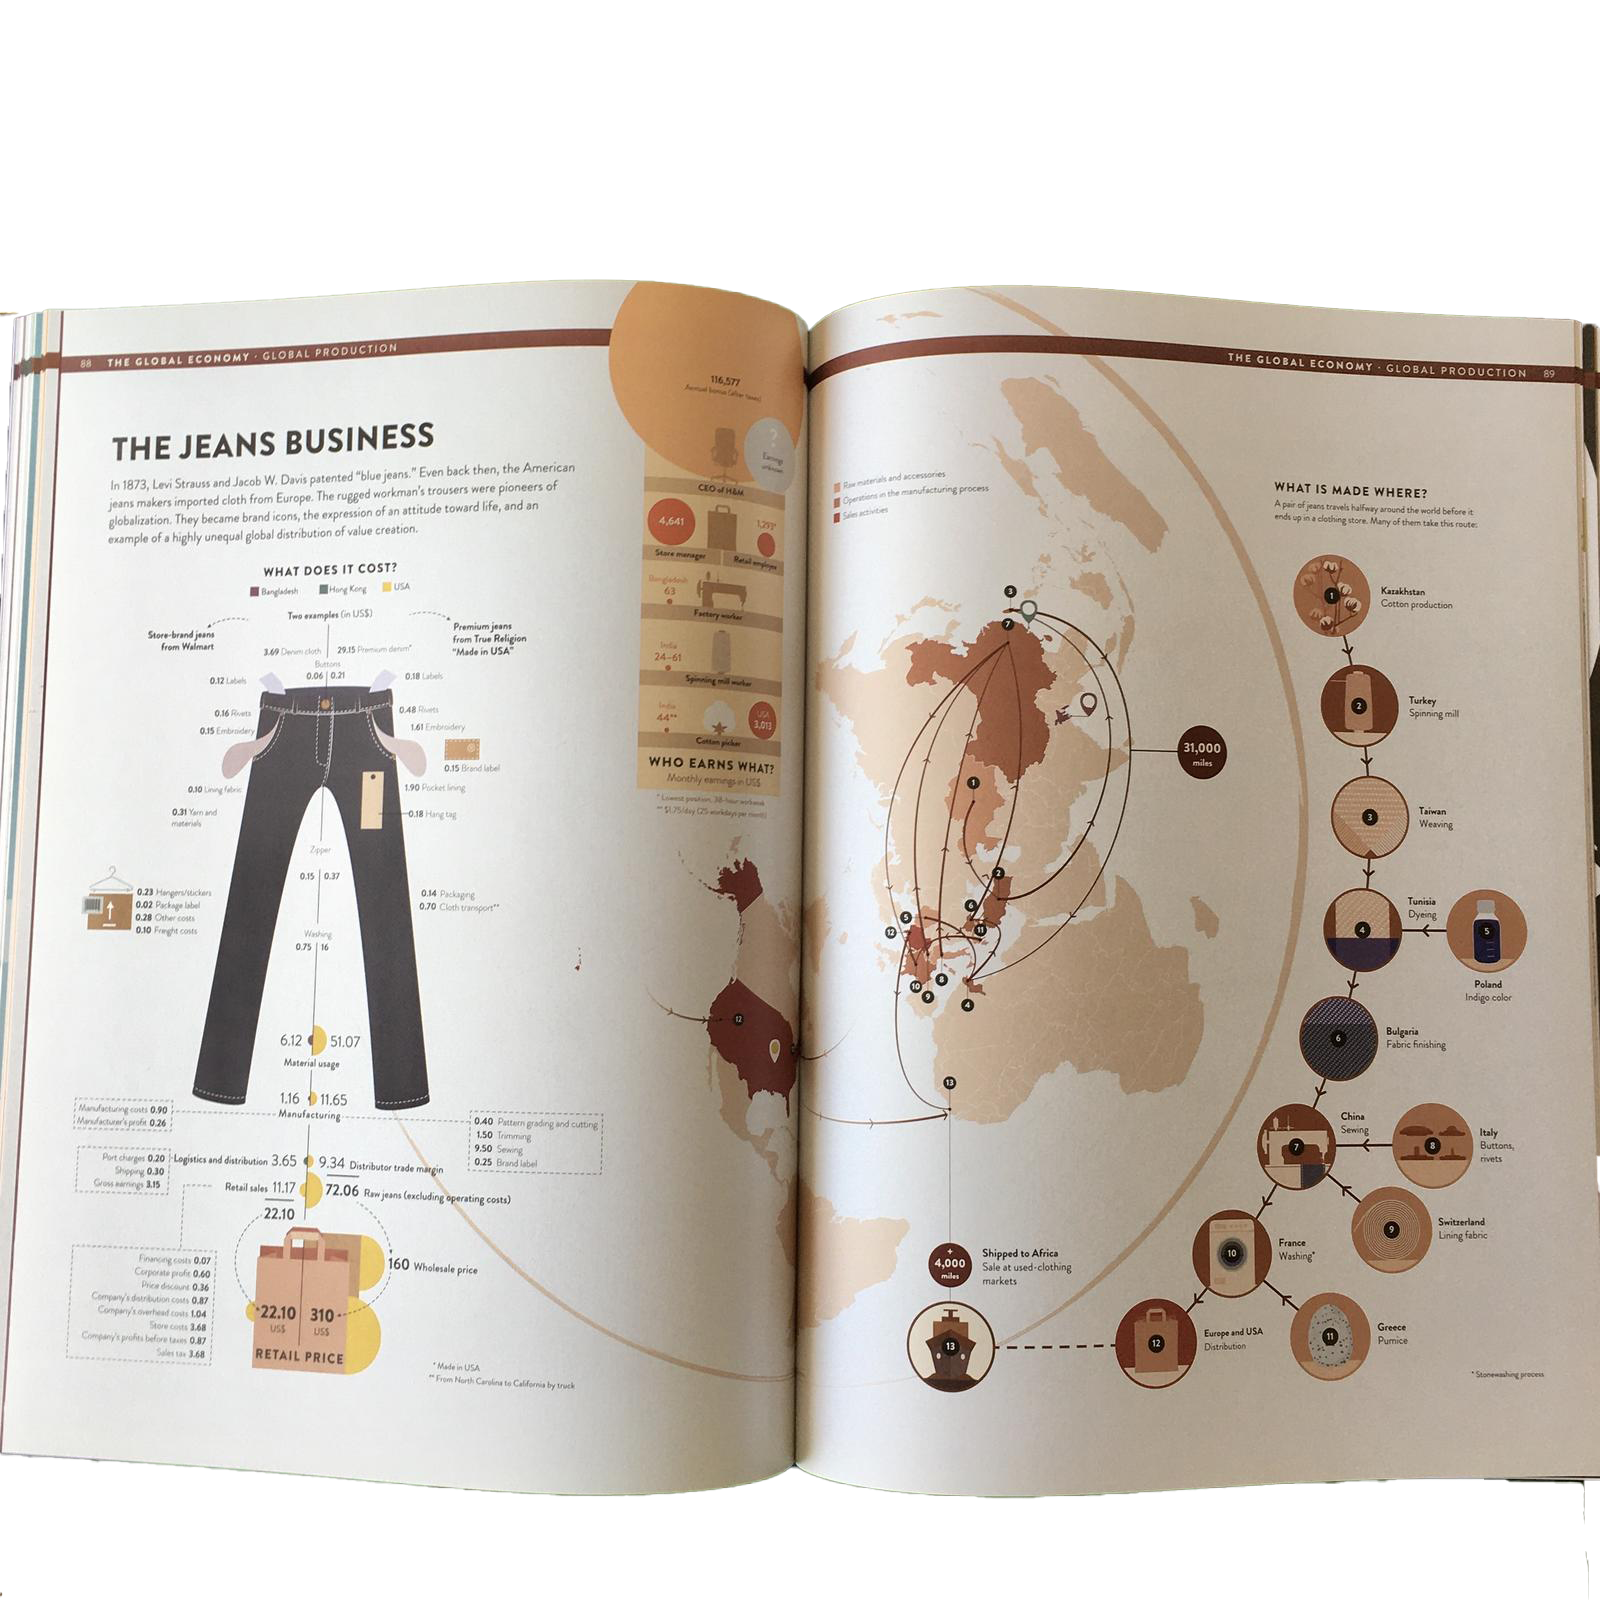 88 THE GLOBAL ECONOMY · GLOBAL PRODUCTION
THE JEANS BUSINESS
In 1873, Levi Strauss and Jacob W. Davis patented “blue jeans.” Even back then, the American
jeans makers imported cloth from Europe. The rugged workman’s trousers were pioneers of
globalization. They became brand icons, the expression of an attitude toward life, and an
example of a highly unequal global distribution of value creation.
WHAT DOES IT COST?
Bangladesh Hong Kong USA
Two examples (in US$)
Store-brand jeans
from Walmart
Premium jeans
from True Religion
“Made in USA”
3.69 Denim cloth 29.15 Premium denim*
Buttons
0.06 0.21
0.12 Labels
0.18 Labels
0.16 Rivets
0.48 Rivets
0.15 Embroidery
1.61 Embroidery
0.15 Brand label
0.10 Lining fabric
1.90 Pocket lining
0.31 Yarn and
materials
0.18 Hang tag
Zipper
0.15 0.37
0.23 Hangers/stickers
0.02 Package label
0.28 Other costs
0.10 Freight costs
0.14 Packaging
0.70 Cloth transport**
Washing
0.75 16
6.12 51.07
Material usage
1.16 11.65
Manufacturing
Manufacturing costs 0.90
Manufacturer’s profit 0.26
0.40 Pattern grading and cutting
1.50 Trimming
9.50 Sewing
0.25 Brand label
Port charges 0.20
Shipping 0.30
Gross earnings 3.15
Logistics and distribution 3.65 9.34 Distributor trade margin
Retail sales 11.17 72.06 Raw jeans (excluding operating costs)
22.10
Financing costs 0.07
Corporate profit 0.60
Price discount 0.36
Company’s distribution costs 0.87
Company’s overhead costs 1.04
Store costs 3.68
Company’s profits before taxes 0.87
Sales tax 3.68
160 Wholesale price
22.10 310
US$ US$
RETAIL PRICE
* Made in USA
** From North Carolina to California by truck
116,577
Annual bonus (after taxes)
?
Earnings
unknown
CEO of H&M
4,641
1,293*
Store manager
Retail employee
Bangladesh
63
Factory worker
India
24–61
Spinning mill worker
India
44**
USA
3,013
Cotton picker
WHO EARNS WHAT?
Monthly earnings in US$
* Lowest position, 38-hour workweek
** $1.75/day (25 workdays per month)
12
THE GLOBAL ECONOMY · GLOBAL PRODUCTION 89
Raw materials and accessories
Operations in the manufacturing process
Sales activities
3
7
1
2
6
5
12
11
10
8
9
4
13
31,000
miles
+
4,000
miles
Shipped to Africa
Sale at used-clothing
markets
13
WHAT IS MADE WHERE?
A pair of jeans travels halfway around the world before it
ends up in a clothing store. Many of them take this route:
1
Kazakhstan
Cotton production
2
Turkey
Spinning mill
3
Taiwan
Weaving
4
Tunisia
Dyeing
5
Poland
Indigo color
6
Bulgaria
Fabric finishing
7
China
Sewing
8
Italy
Buttons,
rivets
9
Switzerland
Lining fabric
10
France
Washing*
11
Greece
Pumice
12
Europe and USA
Distribution
* Stonewashing process